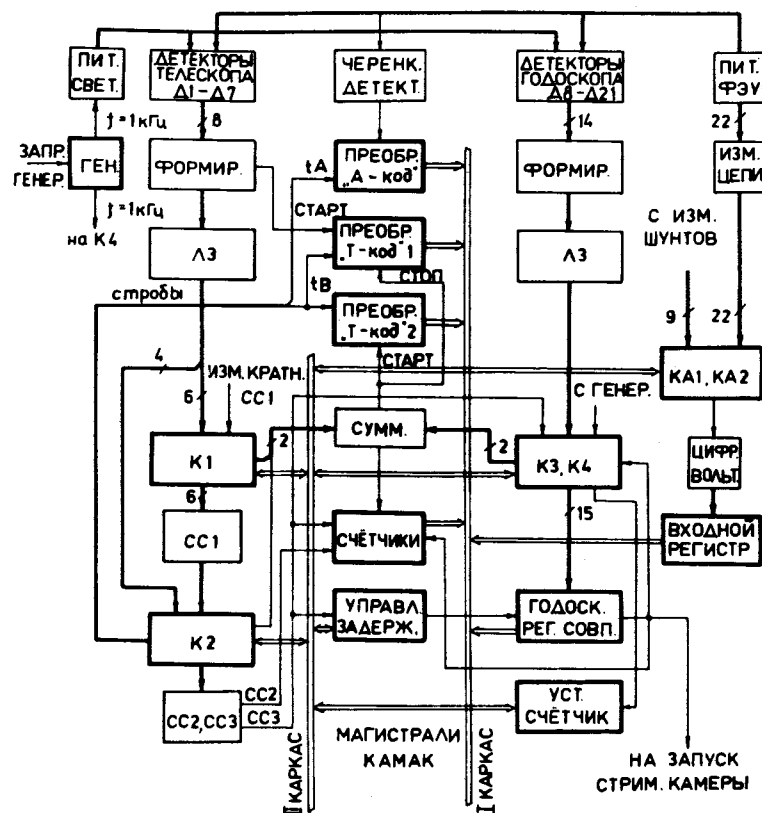 ПИТ.
СВЕТ.
ДЕТЕКТОРЫ
ТЕЛЕСКОПА
Д1–Д7
ЧЕРЕНК.
ДЕТЕКТ.
ДЕТЕКТОРЫ
ГОДОСКОПА
Д8–Д21
ПИТ.
ФЭУ
f=1кГц
8
14
22
ЗАПР.
ГЕНЕР.
ГЕН.
ФОРМИР.
tA
ПРЕОБР.
„А-код"
ФОРМИР.
ИЗМ.
ЦЕПИ
f=1кГц
на К4
СТАРТ
ПРЕОБР.
„Т-код"1
С ИЗМ.
ШУНТОВ
ЛЗ
ЛЗ
СТОП
стробы
tB
ПРЕОБР.
„Т-код"2
9
22
4
СТАРТ
6
ИЗМ. КРАТН.
СС1
КА1, КА2
С ГЕНЕР.
К1
2
СУММ.
2
К3, К4
ЦИФР.
ВОЛЬТ.
6
15
СС1
СЧЁТЧИКИ
ВХОДНОЙ
РЕГИСТР
К2
УПРАВЛ.
ЗАДЕРЖ.
ГОДОСК.
РЕГ. СОВП.
СС2, СС3
СС2
СС3
УСТ.
СЧЁТЧИК
МАГИСТРАЛИ
КАМАК
II КАРКАС
I КАРКАС
НА ЗАПУСК
СТРИМ. КАМЕРЫ